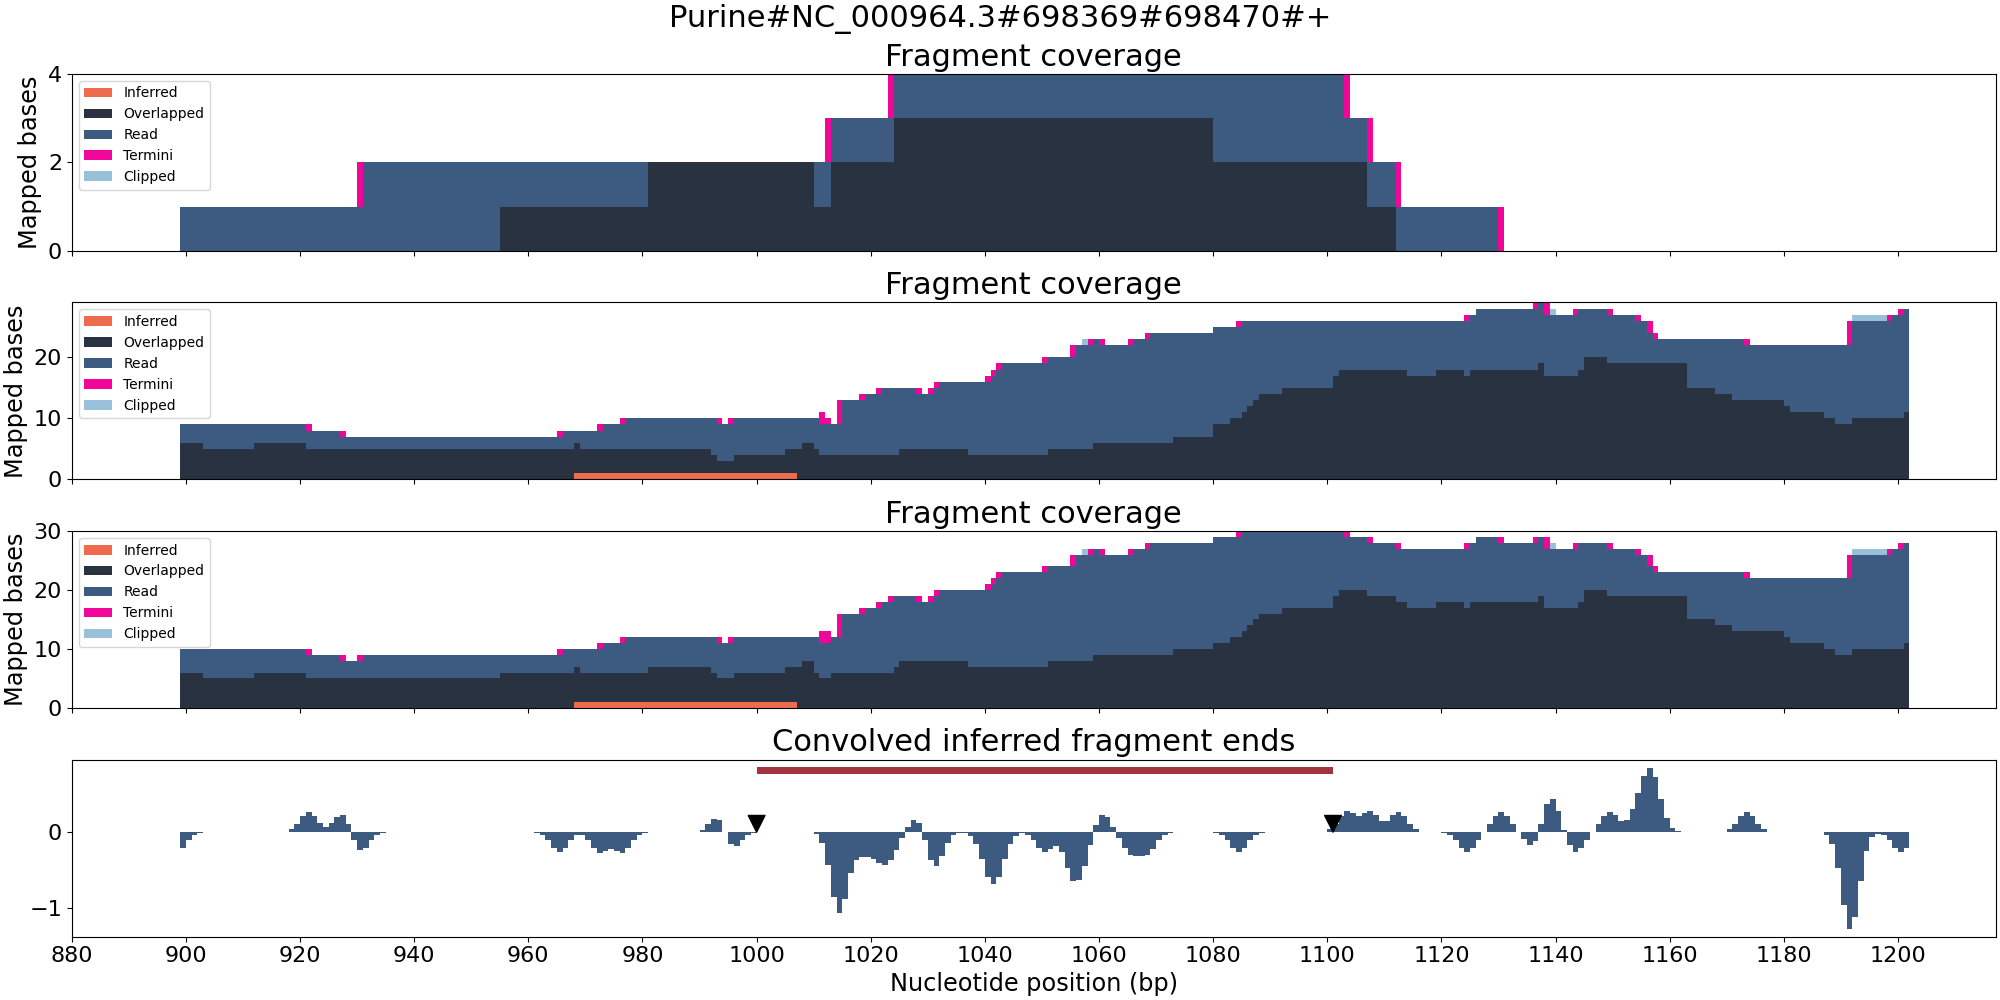 Purine#NC_000964.3#698369#698470#+
Fragment coverage
Mapped bases
4
2
0
Inferred
Overlapped
Read
Termini
Clipped
Fragment coverage
Mapped bases
20
10
0
Inferred
Overlapped
Read
Termini
Clipped
Fragment coverage
Mapped bases
30
20
10
0
Inferred
Overlapped
Read
Termini
Clipped
Convolved inferred fragment ends
0
−1
880 900 920 940 960 980 1000 1020 1040 1060 1080 1100 1120 1140 1160 1180 1200
Nucleotide position (bp)